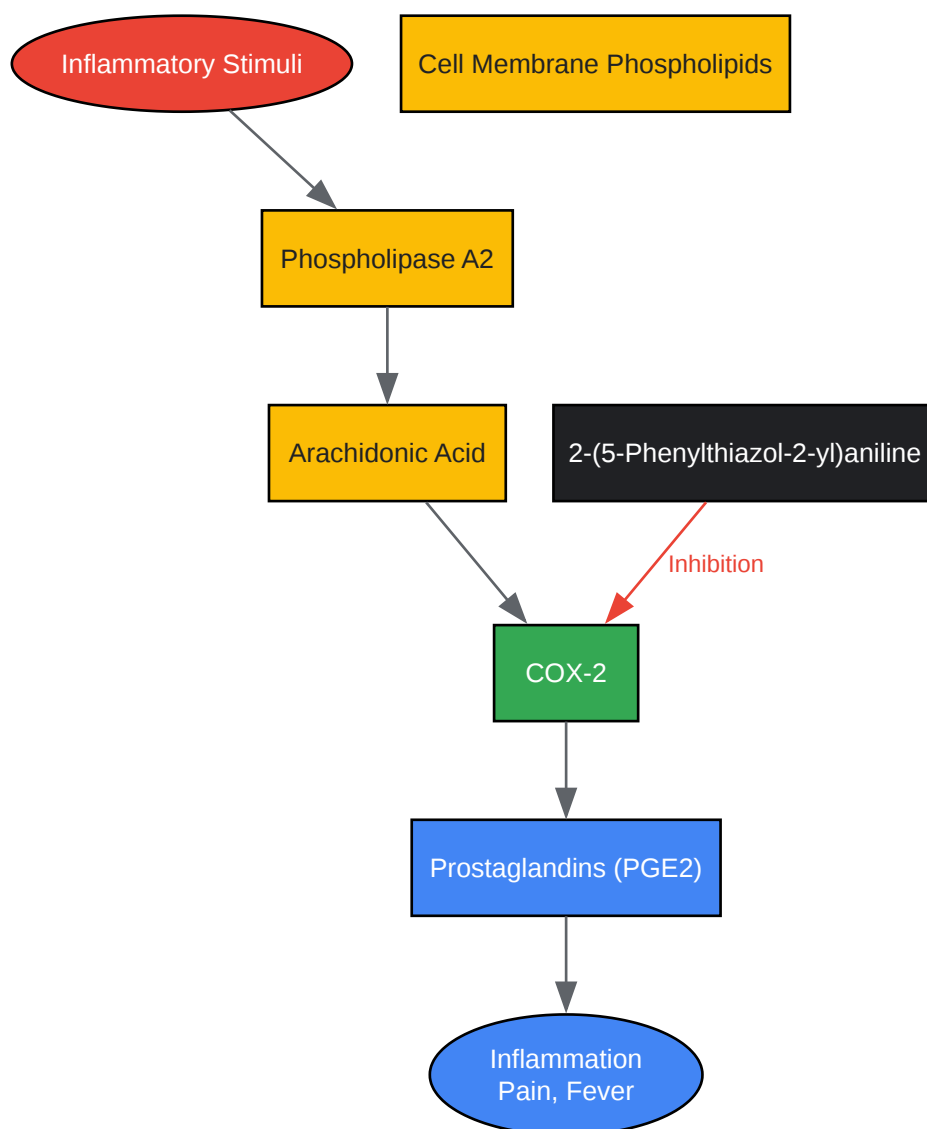 Inflammatory Stimuli
Cell Membrane Phospholipids
Phospholipase A2
Arachidonic Acid
2-(5-Phenylthiazol-2-yl)aniline
Inhibition
COX-2
Prostaglandins (PGE2)
Inflammation
Pain, Fever